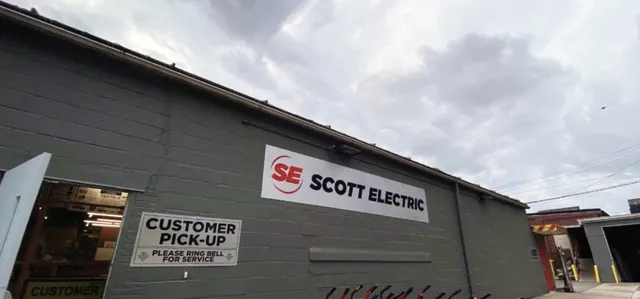 SE SCOTT ELECTRIC
CUSTOMER
PICK-UP
PLEASE RING BELL
FOR SERVICE
CUSTOMER